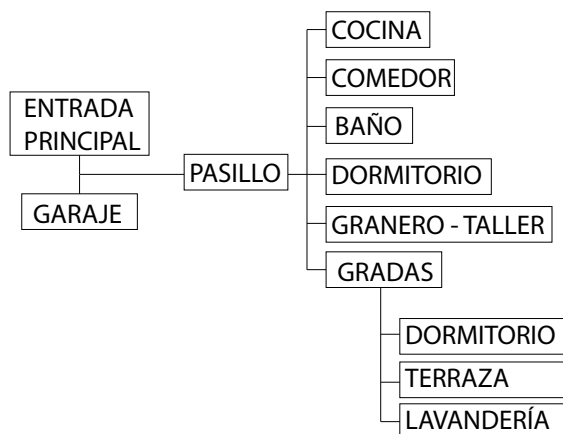 COCINA
COMEDOR
ENTRADA
PRINCIPAL
BAÑO
PASILLO
DORMITORIO
GARAJE
GRANERO - TALLER
GRADAS
DORMITORIO
TERRAZA
LAVANDERÍA